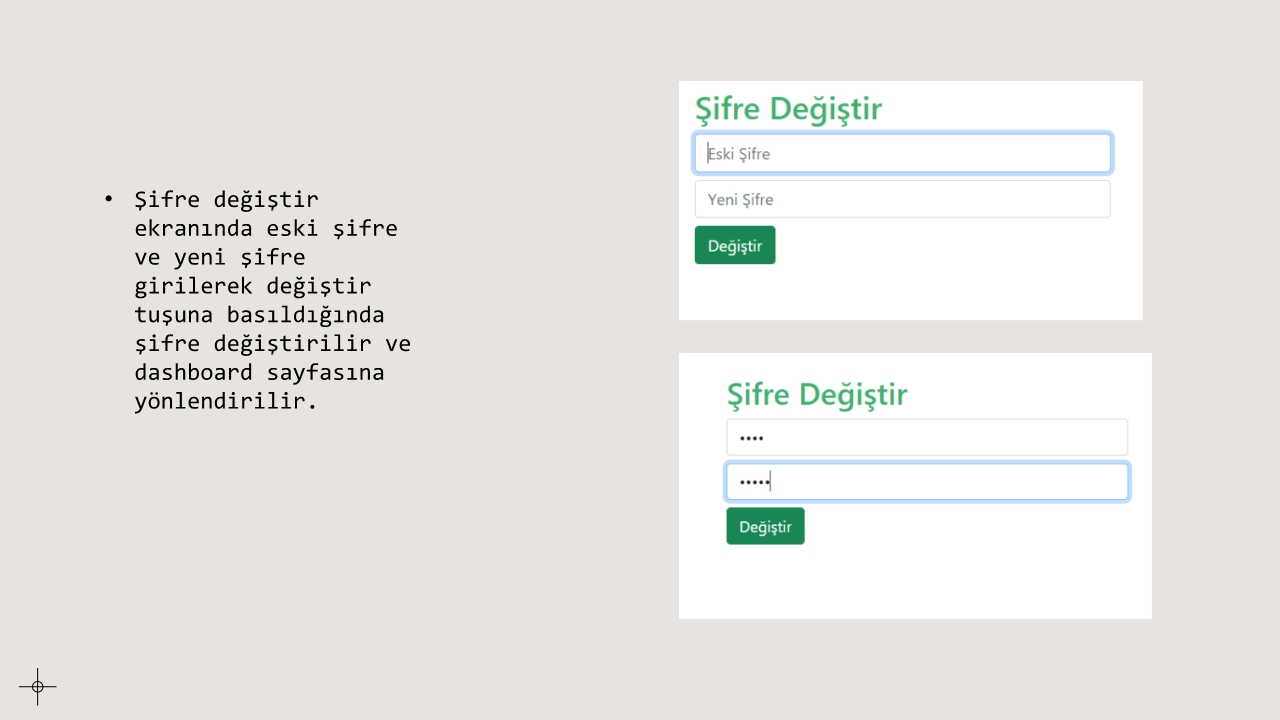 • Şifre değiştir
ekranında eski şifre
ve yeni şifre
girilerek değiştir
tuşuna basıldığında
şifre değiştirilir ve
dashboard sayfasına
yönlendirilir.
Şifre Değiştir
Eski Şifre
Yeni Şifre
Değiştir
Şifre Değiştir
••••
•••••
Değiştir